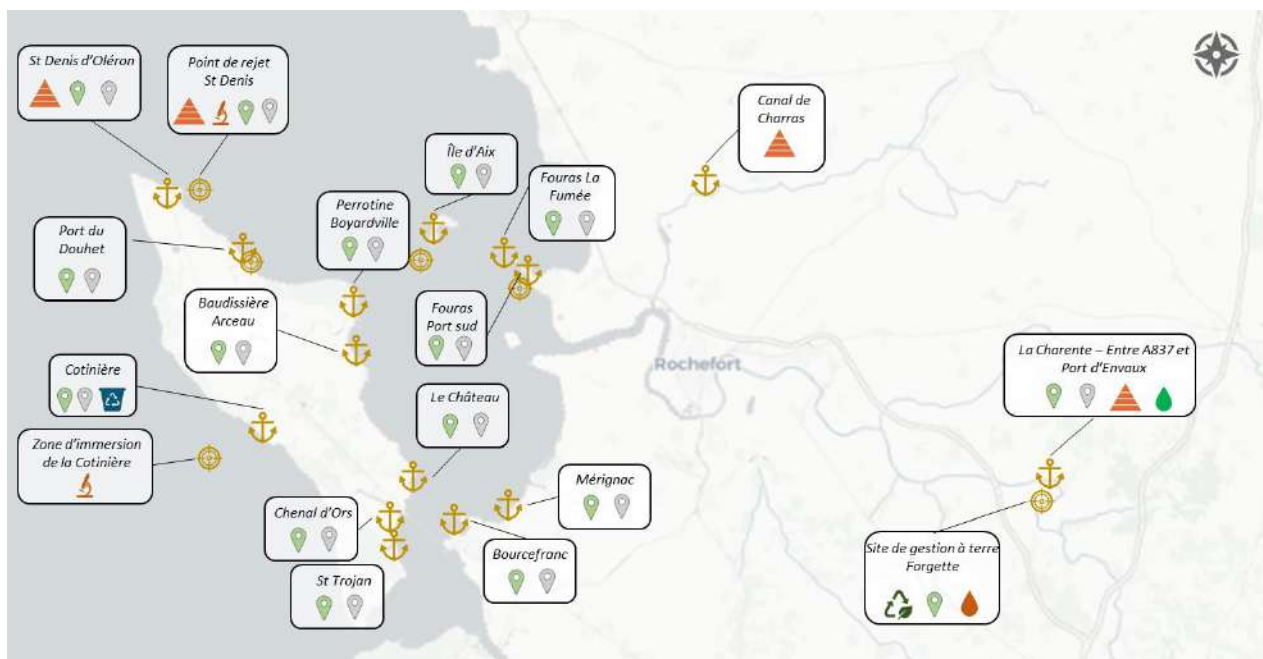 St Denis d'Oléron
Point de rejet
St Denis
Canal de
Charras
Île d'Aix
Fouras La
Fumée
Perrotine
Boyardville
Port du
Douhet
Baudissière
Arceau
Fouras
Port sud
Rochefort
La Charente – Entre A837 et
Port d'Envaux
Cotinière
Le Château
Zone d'immersion
de la Cotinière
Mérignac
Chenal d'Ors
Bourcefranc
Site de gestion à terre
Forgette
St Trojan